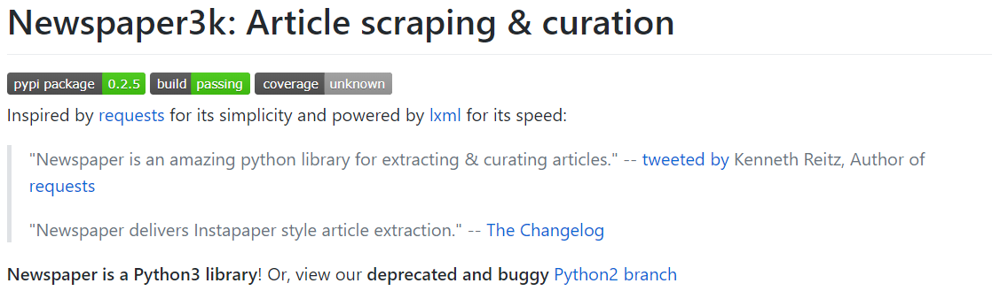 Newspaper3k: Article scraping & curation
pypi package 0.2.5 build passing coverage unknown
Inspired by requests for its simplicity and powered by lxml for its speed:
"Newspaper is an amazing python library for extracting & curating articles." -- tweeted by Kenneth Reitz, Author of
requests
"Newspaper delivers Instapaper style article extraction." -- The Changelog
Newspaper is a Python3 library! Or, view our deprecated and buggy Python2 branch